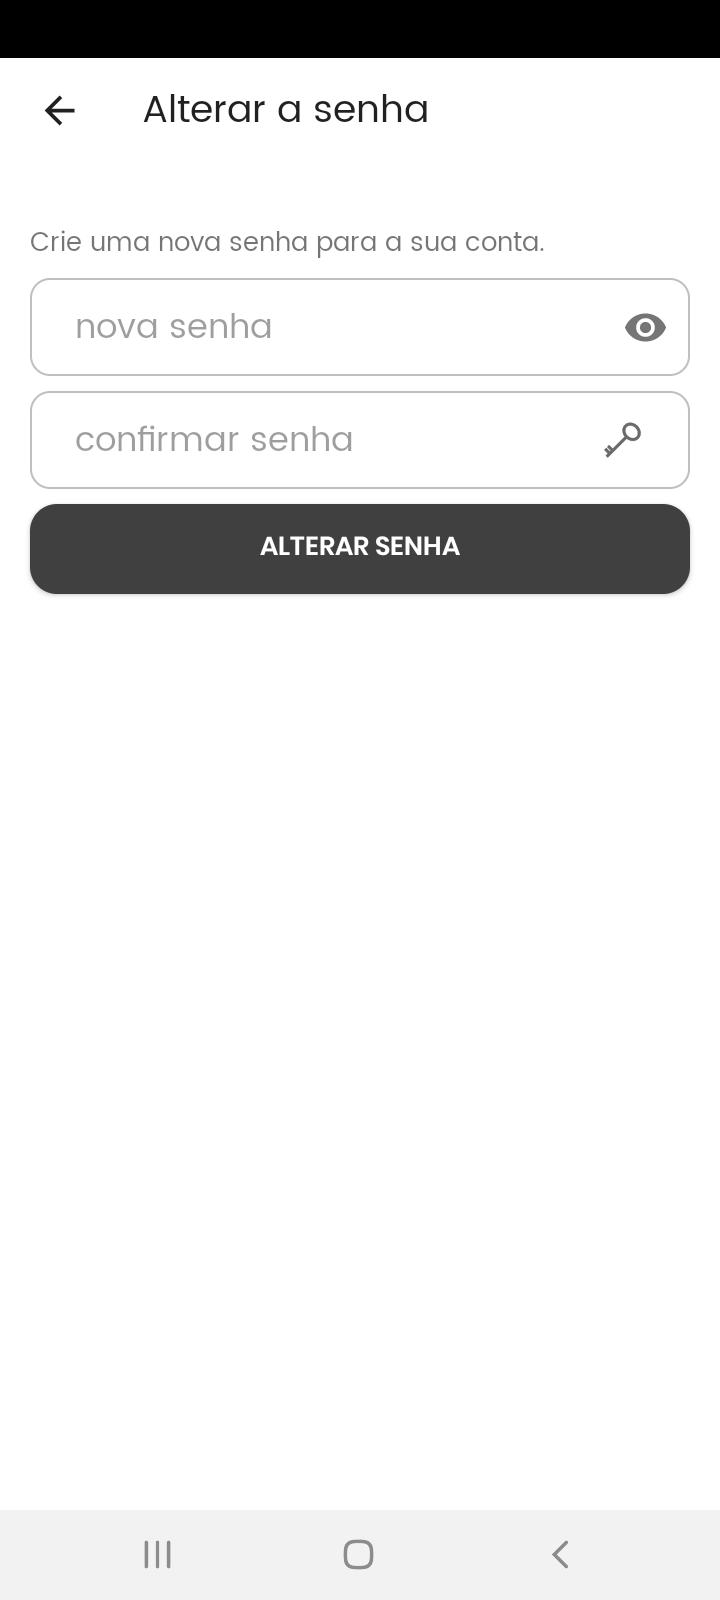 Alterar a senha
Crie uma nova senha para a sua conta.
nova senha
confirmar senha
ALTERAR SENHA